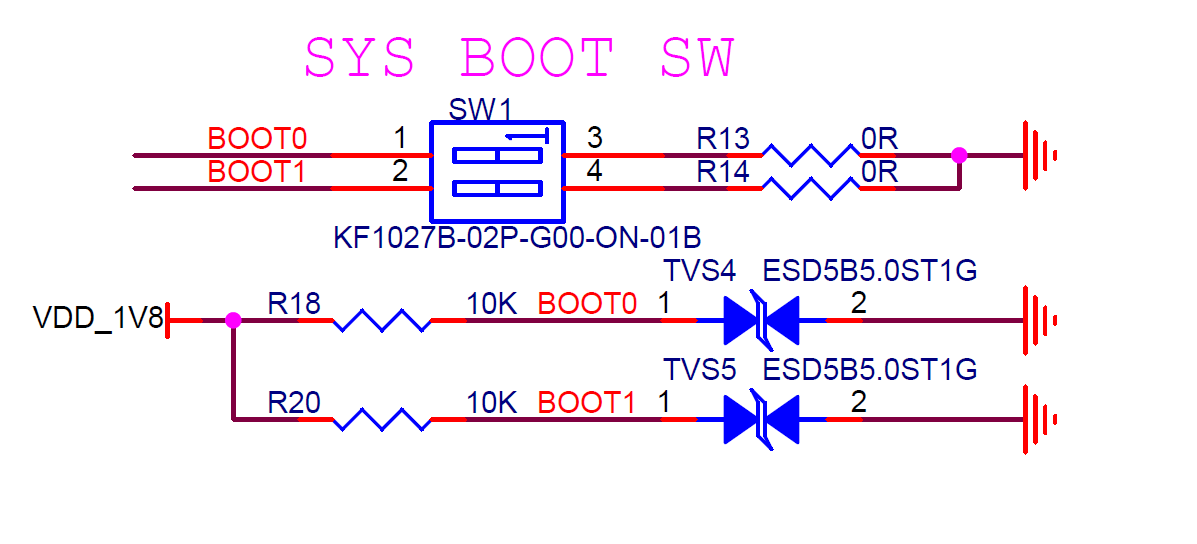 SYS BOOT SW
SW1
BOOT0 1 3 R13 0R
BOOT1 2 4 R14 0R
KF1027B-02P-G00-ON-01B
TVS4 ESD5B5.0ST1G
VDD_1V8 R18 10K BOOT0 1 2
TVS5 ESD5B5.0ST1G
R20 10K BOOT1 1 2